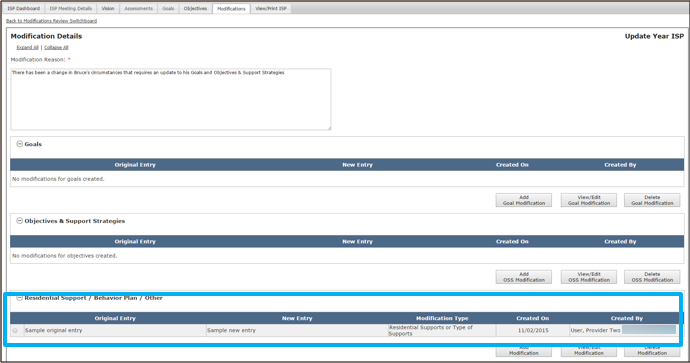 ISP Dashboard ISP Meeting Details Vision Assessments Goals Objectives Modifications View/Print ISP
Back to Modifications Review Switchboard
Modification Details Update Year ISP
Expand All | Collapse All
Modification Reason: *
There has been a change in Bruce's circumstances that requires an update to his Goals and Objectives & Support Strategies
Goals
Original Entry New Entry Created On Created By
No modifications for goals created.
Add Goal Modification View/Edit Goal Modification Delete Goal Modification
Objectives & Support Strategies
Original Entry New Entry Created On Created By
No modifications for objectives created.
Add OSS Modification View/Edit OSS Modification Delete OSS Modification
Residential Support / Behavior Plan / Other
Original Entry New Entry Modification Type Created On Created By
Sample original entry Sample new entry Residential Supports or Type of Supports 11/02/2015 User, Provider Two
Add Modification View/Edit Modification Delete Modification